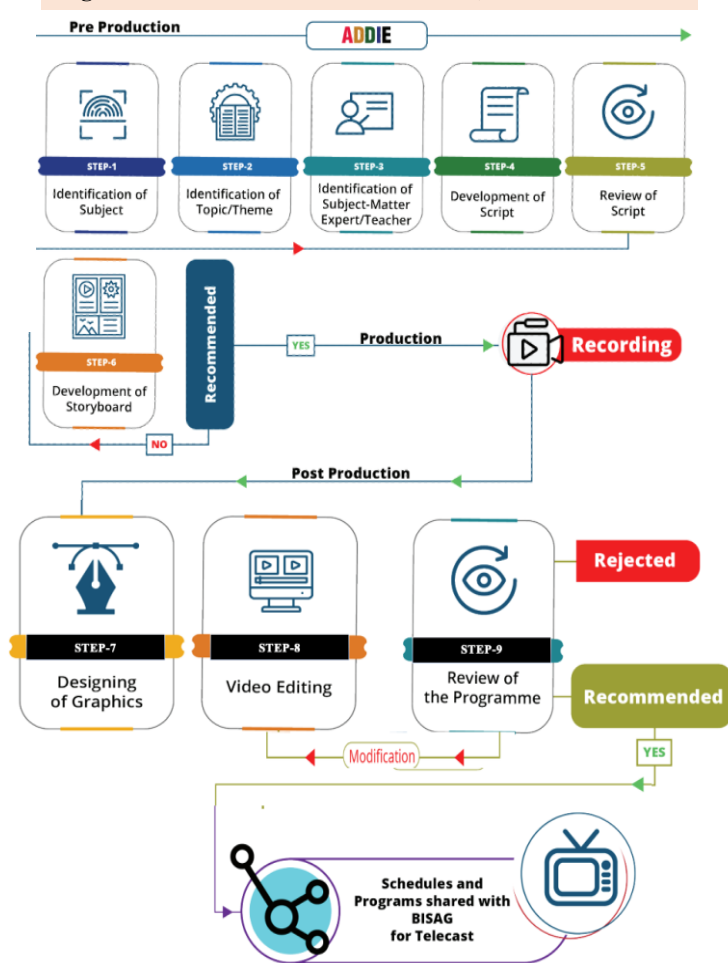 Pre Production
ADDIE
STEP-1
Identification of
Subject
STEP-2
Identification of
Topic/Theme
STEP-3
Identification of
Subject-Matter
Expert/Teacher
STEP-4
Development of
Script
STEP-5
Review of
Script
STEP-6
Development of
Storyboard
Recommended
YES
Production
Recording
NO
Post Production
STEP-7
Designing
of Graphics
STEP-8
Video Editing
STEP-9
Review of
the Programme
Rejected
Recommended
Modification
YES
Schedules and
Programs shared with
BISAG
for Telecast